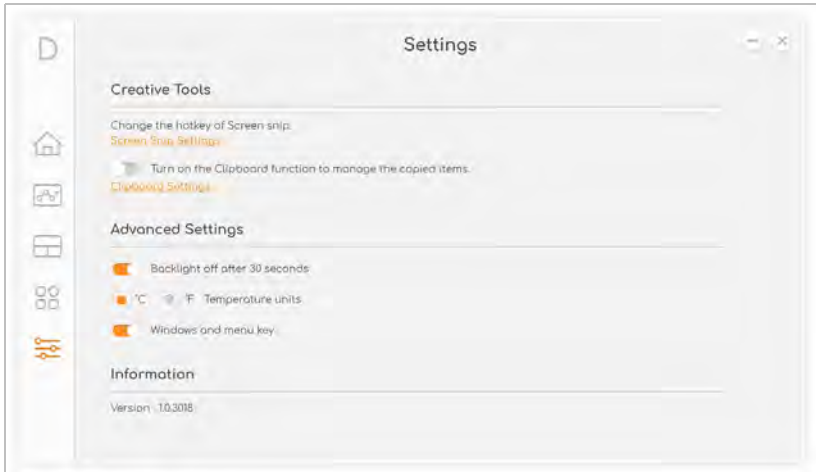 D
Settings
Creative Tools
Change the hotkey of Screen snip.
Screen Snip Settings
Turn on the Clipboard function to manage the copied items.
Clipboard Settings
Advanced Settings
Backlight off after 30 seconds
°C °F Temperature units
Windows and menu key
Information
Version 1.0.3018